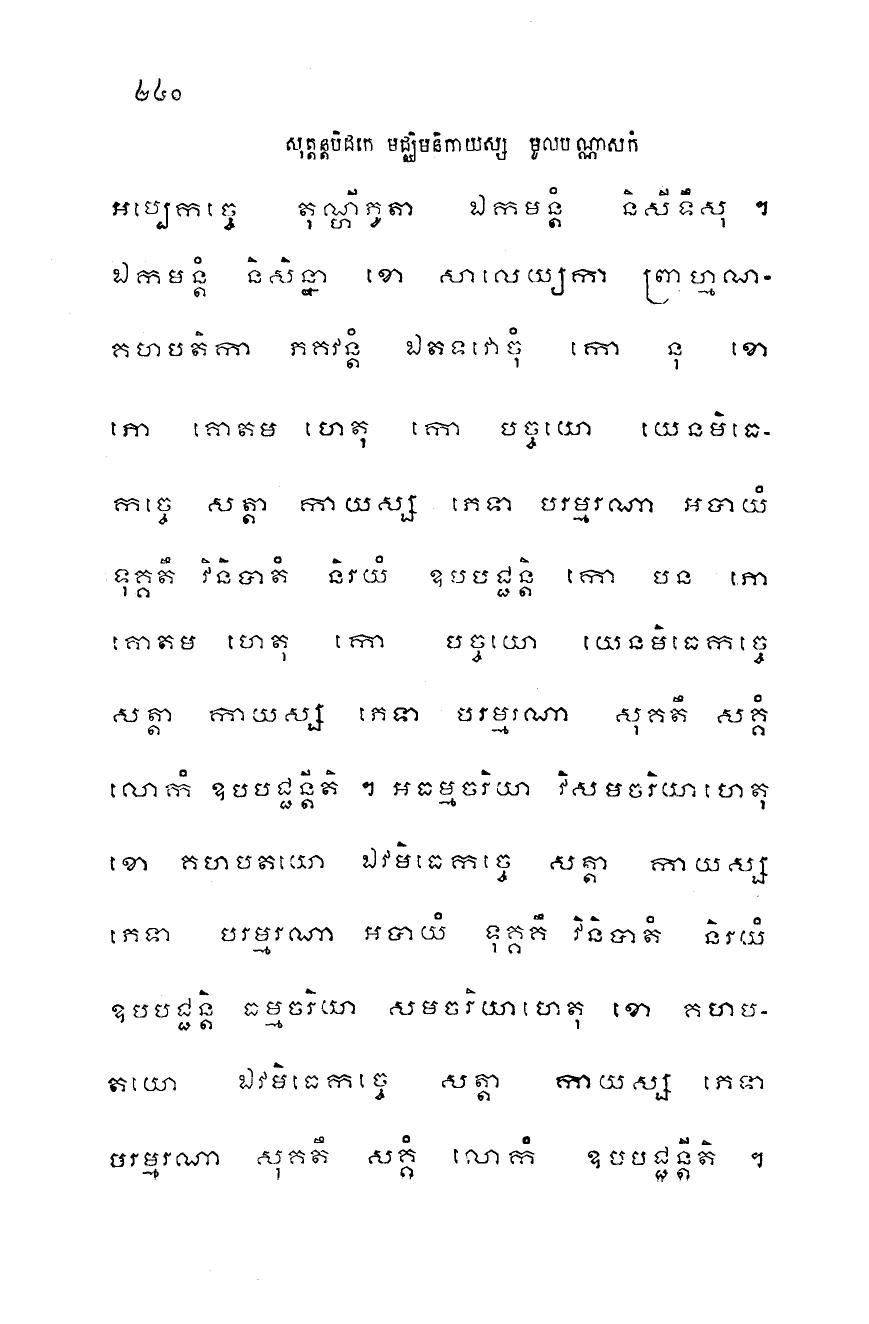 ២៤០
សុត្តន្តបិដកេ មជ្ឈិមនិកាយស្ស មូលបណ្ណាសកំ
អប្បេកច្ចេ តុណ្ហីភូតា ឯកមន្តំ និសីទឹសុ ។
ឯកមន្តំ និសិន្នា ខោ សាលេយ្យកា ព្រាហ្មណ-
គហបតិកា ភគវន្តំ ឯតទវោចុំ កោ នុ ខោ
ភោ គោតម ហេតុ កោ បច្ចយោ យេនមិធេ-
កច្ចេ សត្តា កាយស្ស ភេទា បរម្មរណា អបាយំ
ទុគ្គតឹ វិនិបាតំ និរយំ ឧបបជ្ជន្តិ កោ បន ភោ
គោតម ហេតុ កោ បច្ចយោ យេនមិធេកច្ចេ
សត្តា កាយស្ស ភេទា បរម្មរណា សុគតឹ សគ្គំ
លោកំ ឧបបជ្ជន្តីតិ ។ អធម្មចរិយា វិសមចរិយាហេតុ
ខោ គហបតយោ ឯវមិធេកច្ចេ សត្តា កាយស្ស
ភេទា បរម្មរណា អបាយំ ទុគ្គតឹ វិនិបាតំ និរយំ
ឧបបជ្ជន្តិ ធម្មចរិយា សមចរិយាហេតុ ខោ គហប-
តយោ ឯវមិធេកច្ចេ សត្តា កាយស្ស ភេទា
បរម្មរណា សុគតឹ សគ្គំ លោកំ ឧបបជ្ជន្តីតិ ។